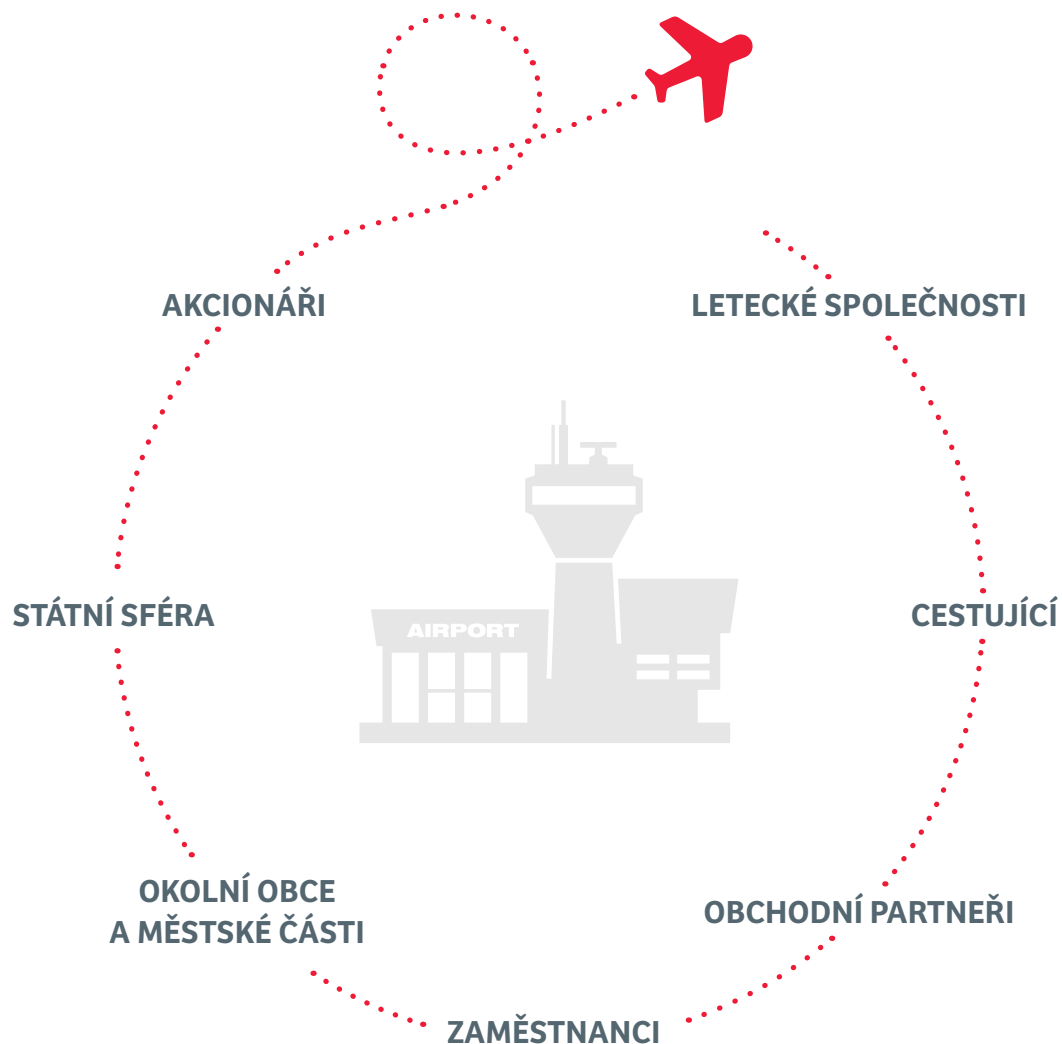 AKCIONÁŘI
LETECKÉ SPOLEČNOSTI
STÁTNÍ SFÉRA
AIRPORT
CESTUJÍCÍ
OKOLNÍ OBCE
A MĚSTSKÉ ČÁSTI
OBCHODNÍ PARTNEŘI
ZAMĚSTNANCI